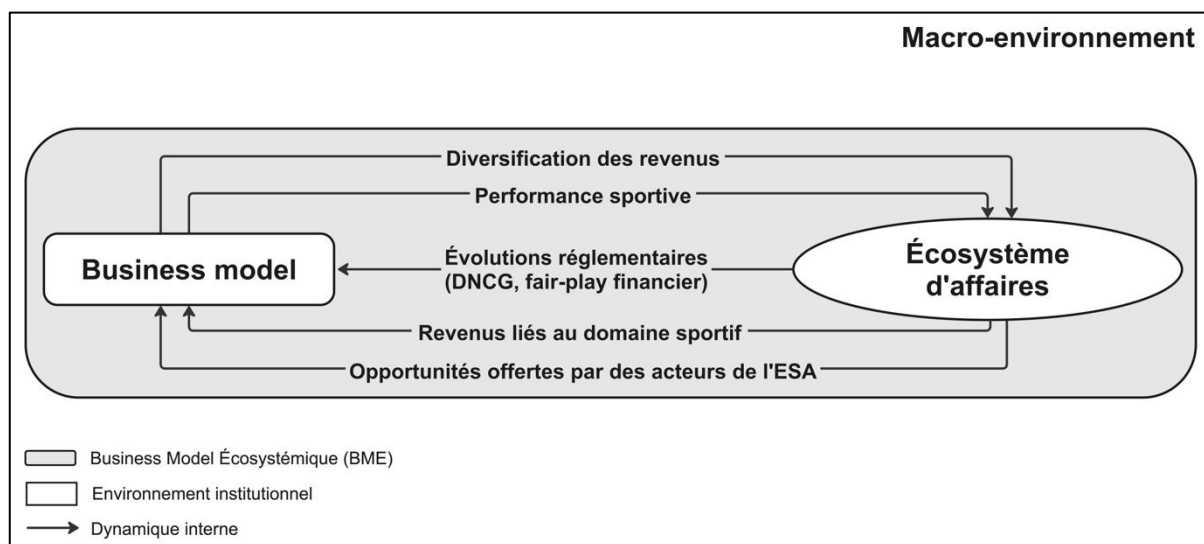 Macro-environnement
Diversification des revenus
Performance sportive
Business model
Évolutions réglementaires
(DNCG, fair-play financier)
Écosystème
d'affaires
Revenus liés au domaine sportif
Opportunités offertes par des acteurs de l'ESA
Business Model Écosystémique (BME)
Environnement institutionnel
Dynamique interne